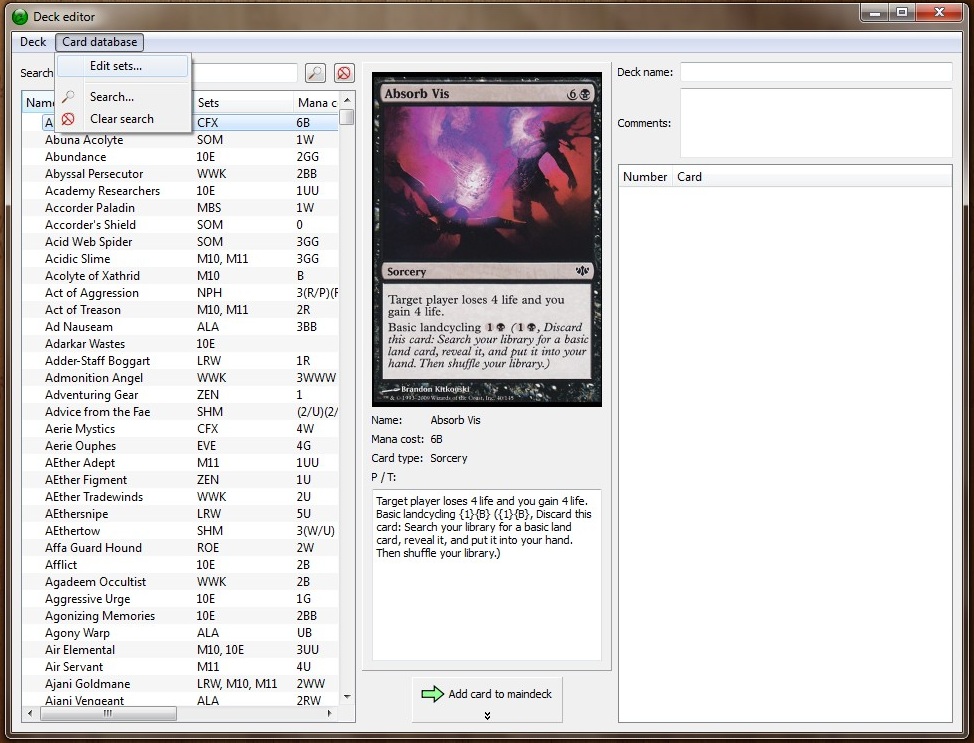 Deck editor
Deck Card database
Edit sets...
Search...
Clear search
Search
Name Sets Mana c
A CFX 6B
Abuna Acolyte SOM 1W
Abundance 10E 2GG
Abyssal Persecutor WWK 2BB
Academy Researchers 10E 1UU
Accorder Paladin MBS 1W
Accorder's Shield SOM 0
Acid Web Spider SOM 3GG
Acidic Slime M10, M11 3GG
Acolyte of Xathrid M10 B
Act of Aggression NPH 3(R/P)(F
Act of Treason M10, M11 2R
Ad Nauseam ALA 3BB
Adarkar Wastes 10E
Adder-Staff Boggart LRW 1R
Admonition Angel WWK 3WWW
Adventuring Gear ZEN 1
Advice from the Fae SHM (2/U)(2/
Aerie Mystics CFX 4W
Aerie Ouphes EVE 4G
AEther Adept M11 1UU
AEther Figment ZEN 1U
AEther Tradewinds WWK 2U
AEthersnipe LRW 5U
AEthertow SHM 3(W/U)
Affa Guard Hound ROE 2W
Afflict 10E 2B
Agadeem Occultist WWK 2B
Aggressive Urge 10E 1G
Agonizing Memories 10E 2BB
Agony Warp ALA UB
Air Elemental M10, 10E 3UU
Air Servant M11 4U
Ajani Goldmane LRW, M10, M11 2WW
Ajani Vengeant ALA 2RW
Absorb Vis 6
Sorcery
Target player loses 4 life and you
gain 4 life.
Basic landcycling 1 (1, Discard
this card: Search your library for a basic
land card, reveal it, and put it into your
hand. Then shuffle your library.)
Brandon Kitkouski
™ & © 1993-2009 Wizards of the Coast, Inc. 40/145
Name: Absorb Vis
Mana cost: 6B
Card type: Sorcery
P / T:
Target player loses 4 life and you gain 4 life.
Basic landcycling {1}{B} ({1}{B}, Discard this
card: Search your library for a basic land
card, reveal it, and put it into your hand.
Then shuffle your library.)
Add card to maindeck
Deck name:
Comments:
Number Card